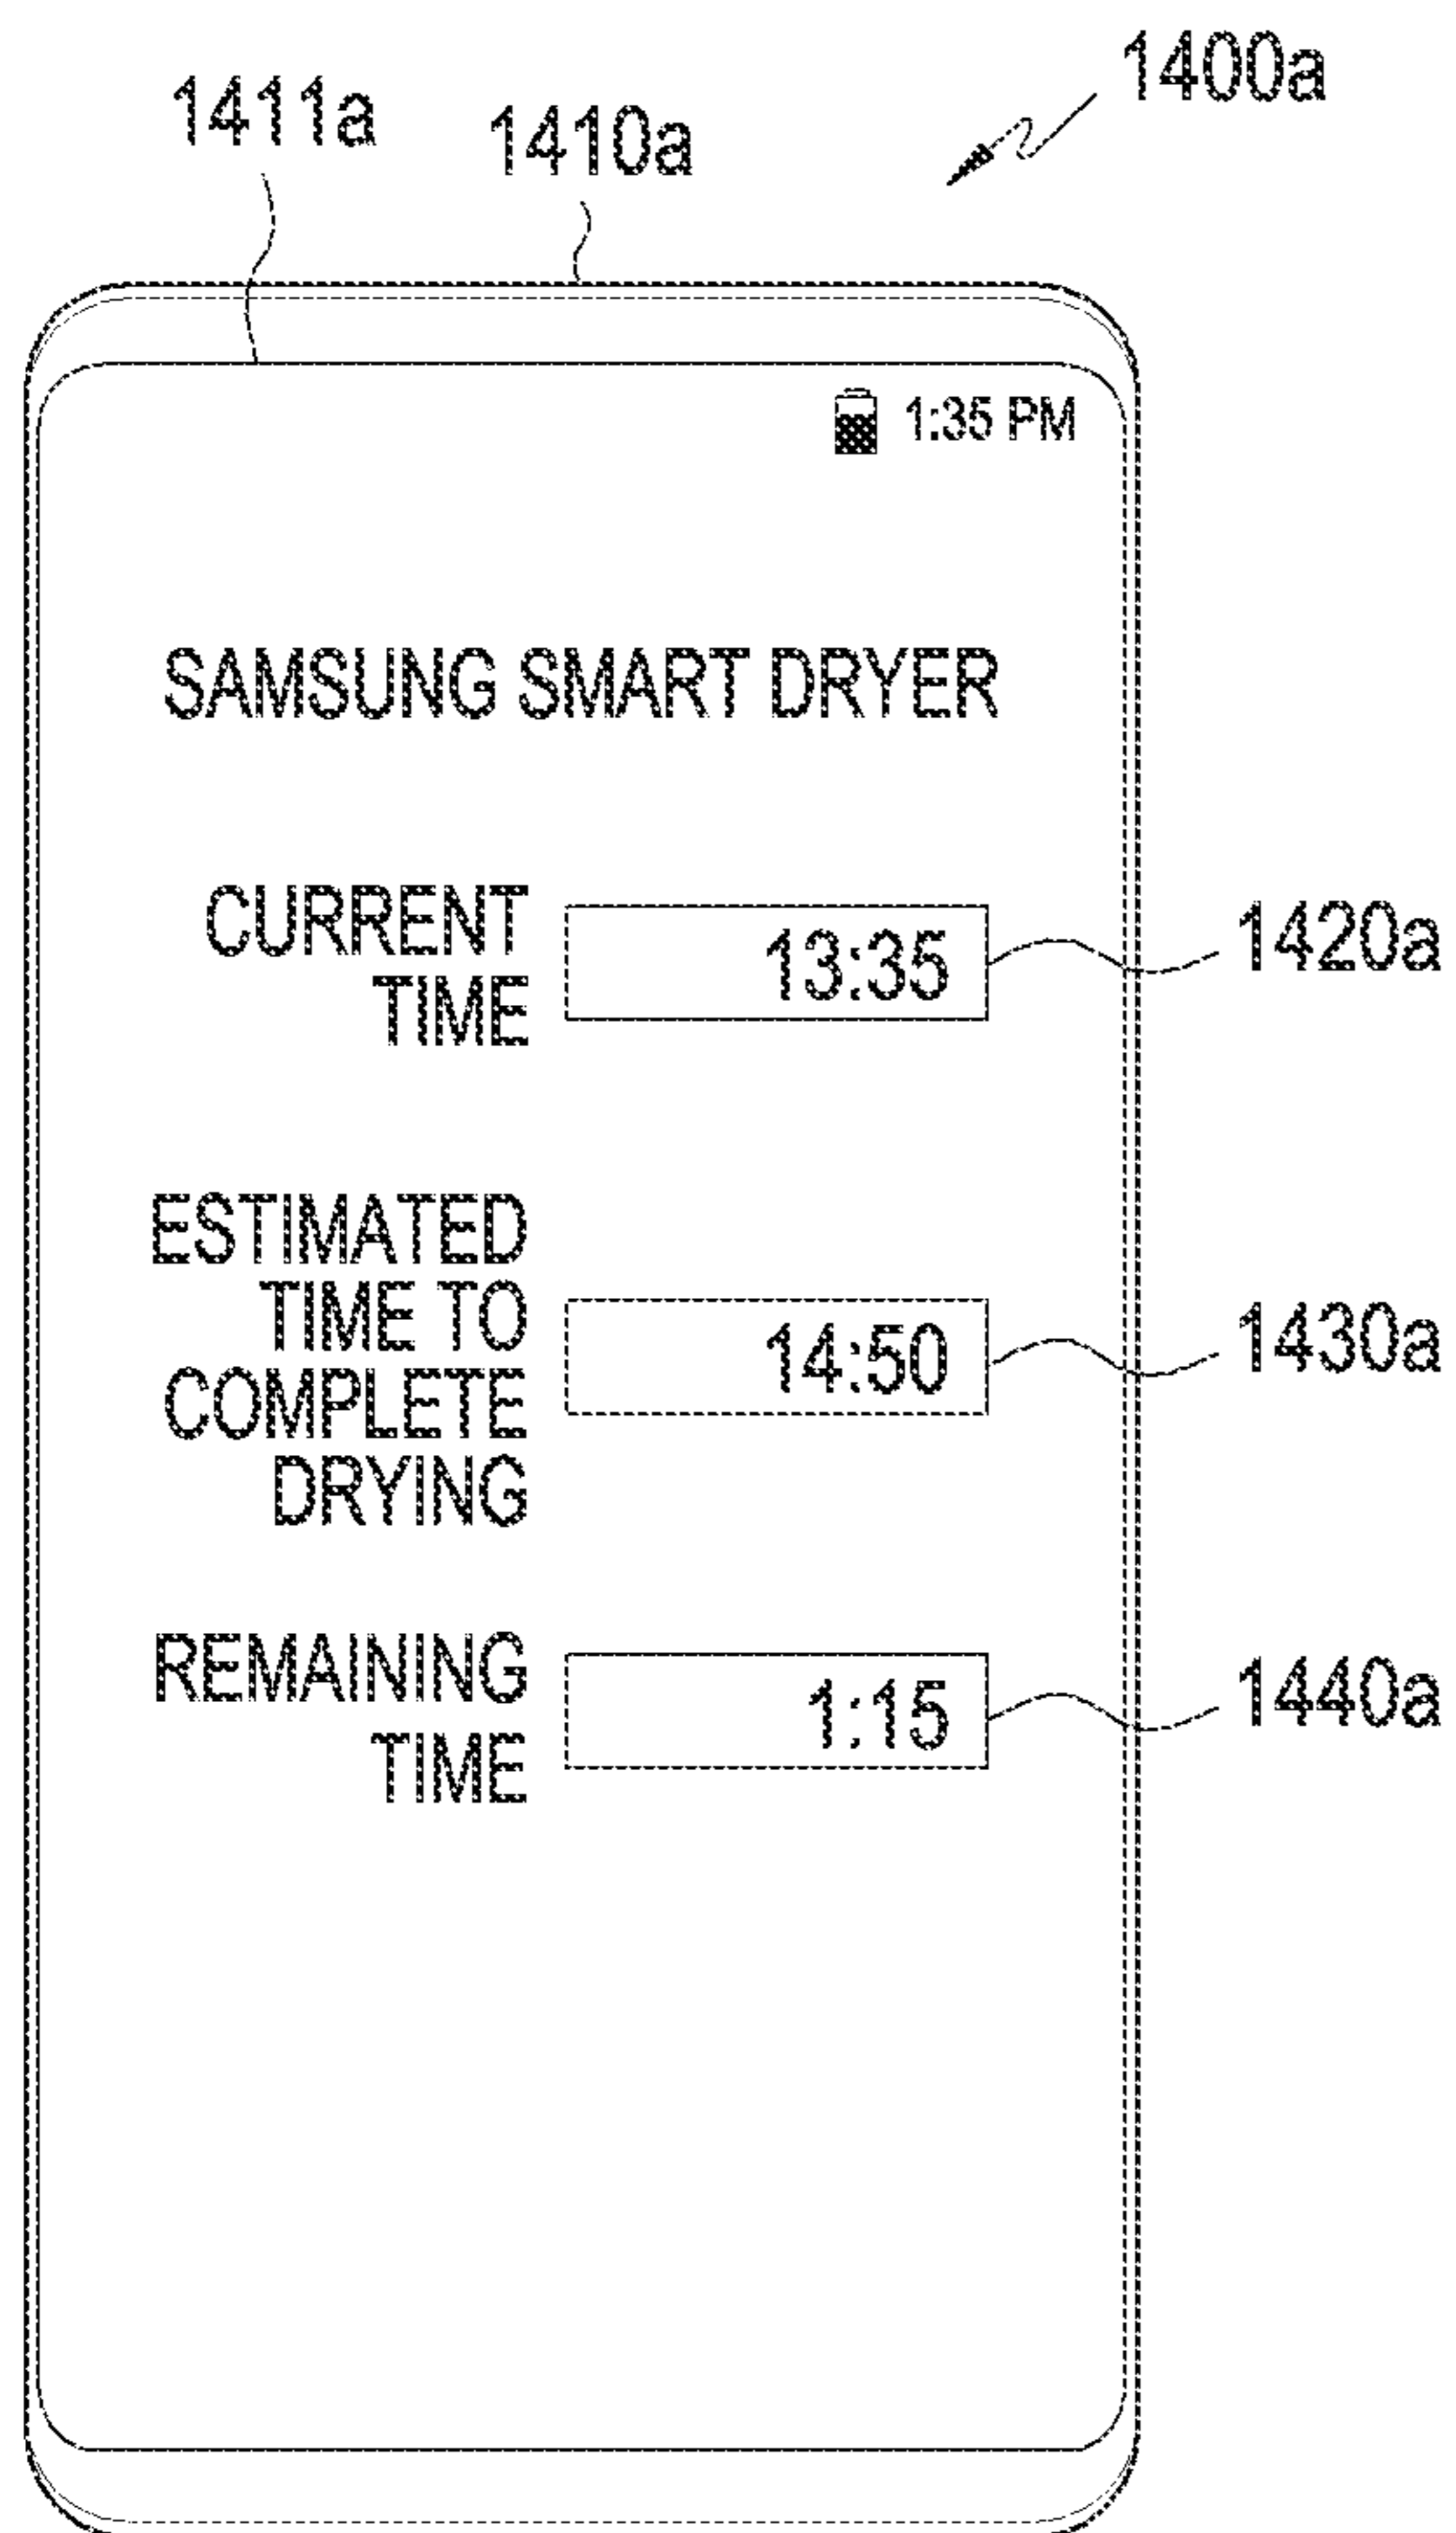 1400a
1411a
1410a
1:35 PM
SAMSUNG SMART DRYER
CURRENT
TIME
13:35
1420a
ESTIMATED
TIME TO
COMPLETE
DRYING
14:50
1430a
REMAINING
TIME
1:15
1440a